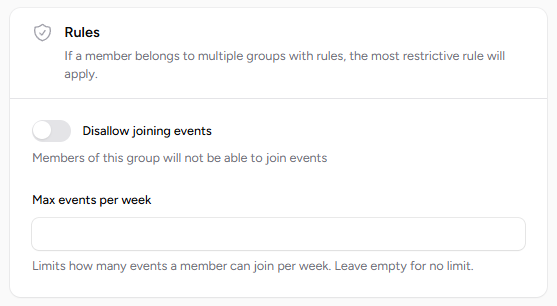 Rules
If a member belongs to multiple groups with rules, the most restrictive rule will
apply.
Disallow joining events
Members of this group will not be able to join events
Max events per week
Limits how many events a member can join per week. Leave empty for no limit.